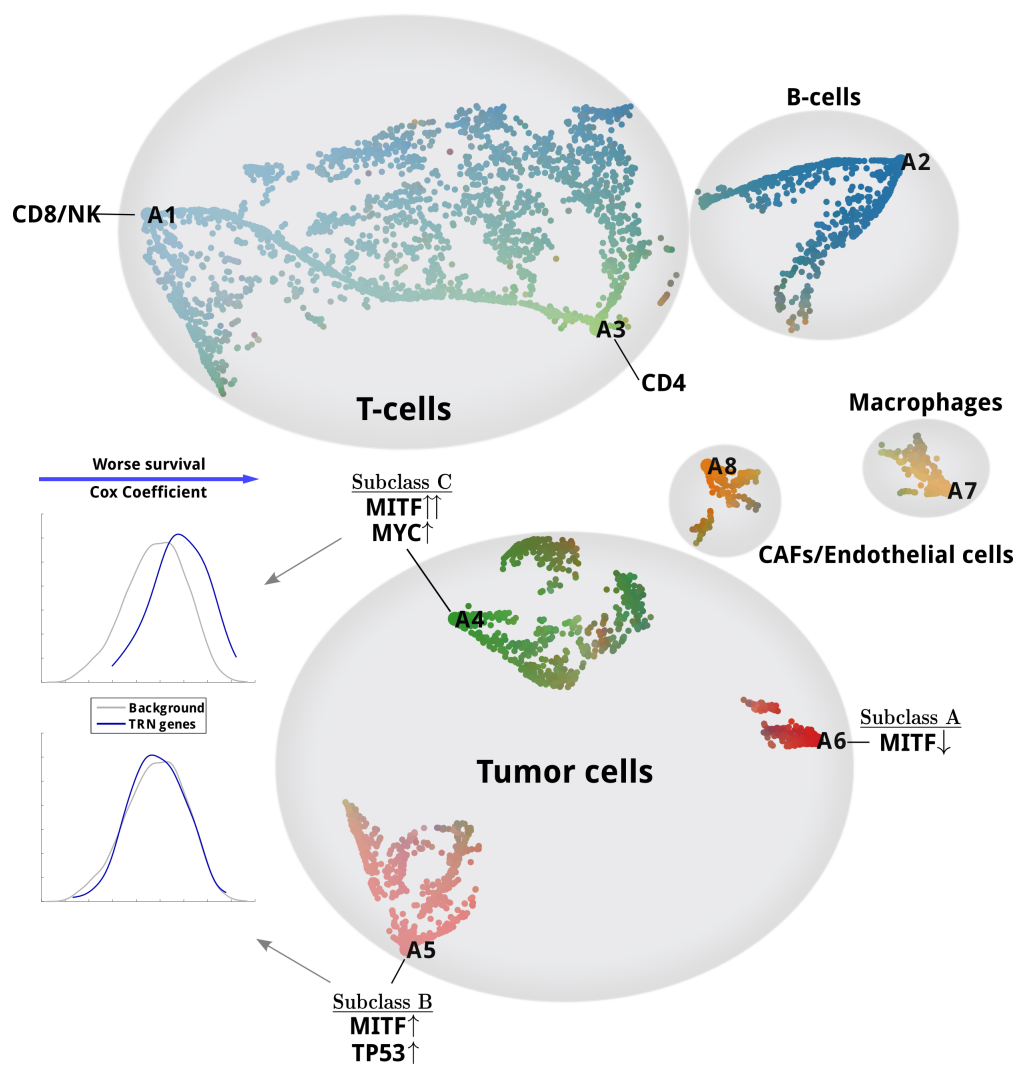 B-cells
A2
CD8/NK
A1
A3
CD4
T-cells
Macrophages
A7
A8
CAFs/Endothelial cells
Worse survival
Cox Coefficient
Subclass C
MITF↑↑
MYC↑
A4
Background
TRN genes
Subclass A
MITF↓
A6
Tumor cells
A5
Subclass B
MITF↑
TP53↑